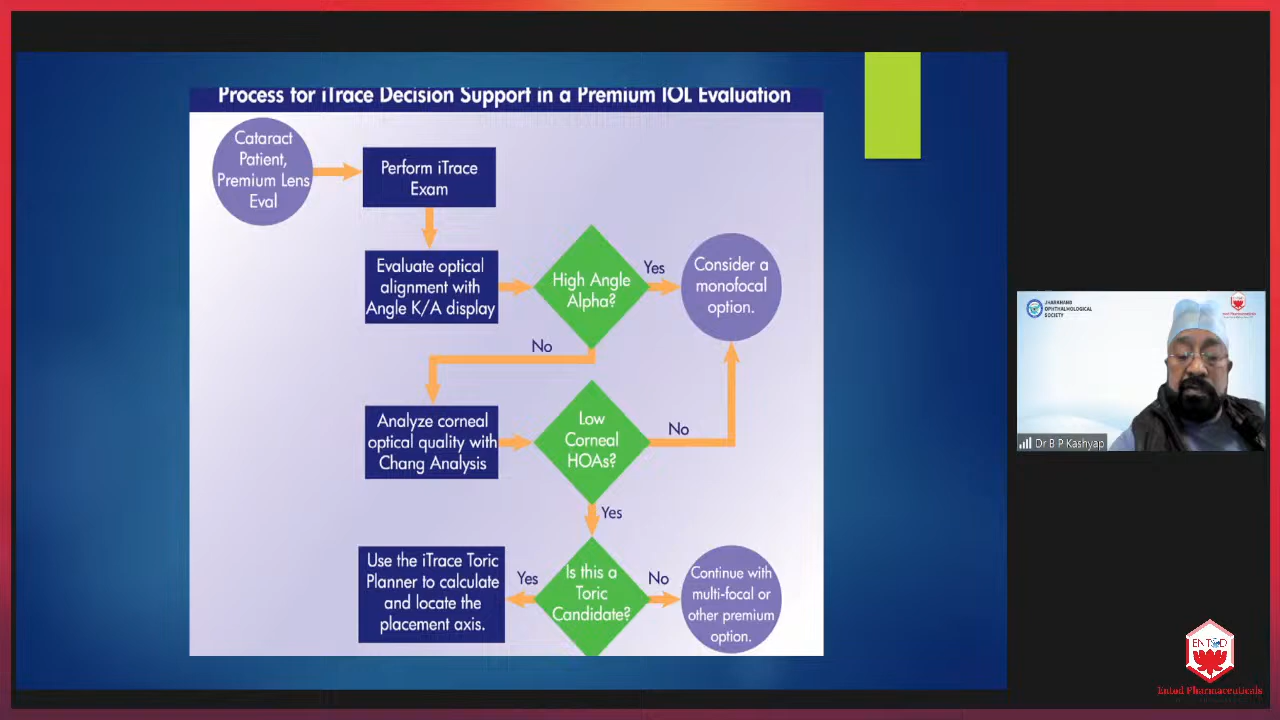 Process for iTrace Decision Support in a Premium IOL Evaluation
Cataract
Patient,
Premium Lens
Eval
Perform iTrace
Exam
Evaluate optical
alignment with
Angle K/A display
High Angle
Alpha?
Yes
Consider a
monofocal
option.
No
Analyze corneal
optical quality with
Chang Analysis
Low
Corneal
HOAs?
No
Yes
Use the iTrace Toric
Planner to calculate
and locate the
placement axis.
Yes
Is this a
Toric
Candidate?
No
Continue with
multi-focal or
other premium
option.
JHARKHAND
OPHTHALMOLOGICAL
SOCIETY
Dr B P Kashyap
ENTOD
Entod Pharmaceuticals